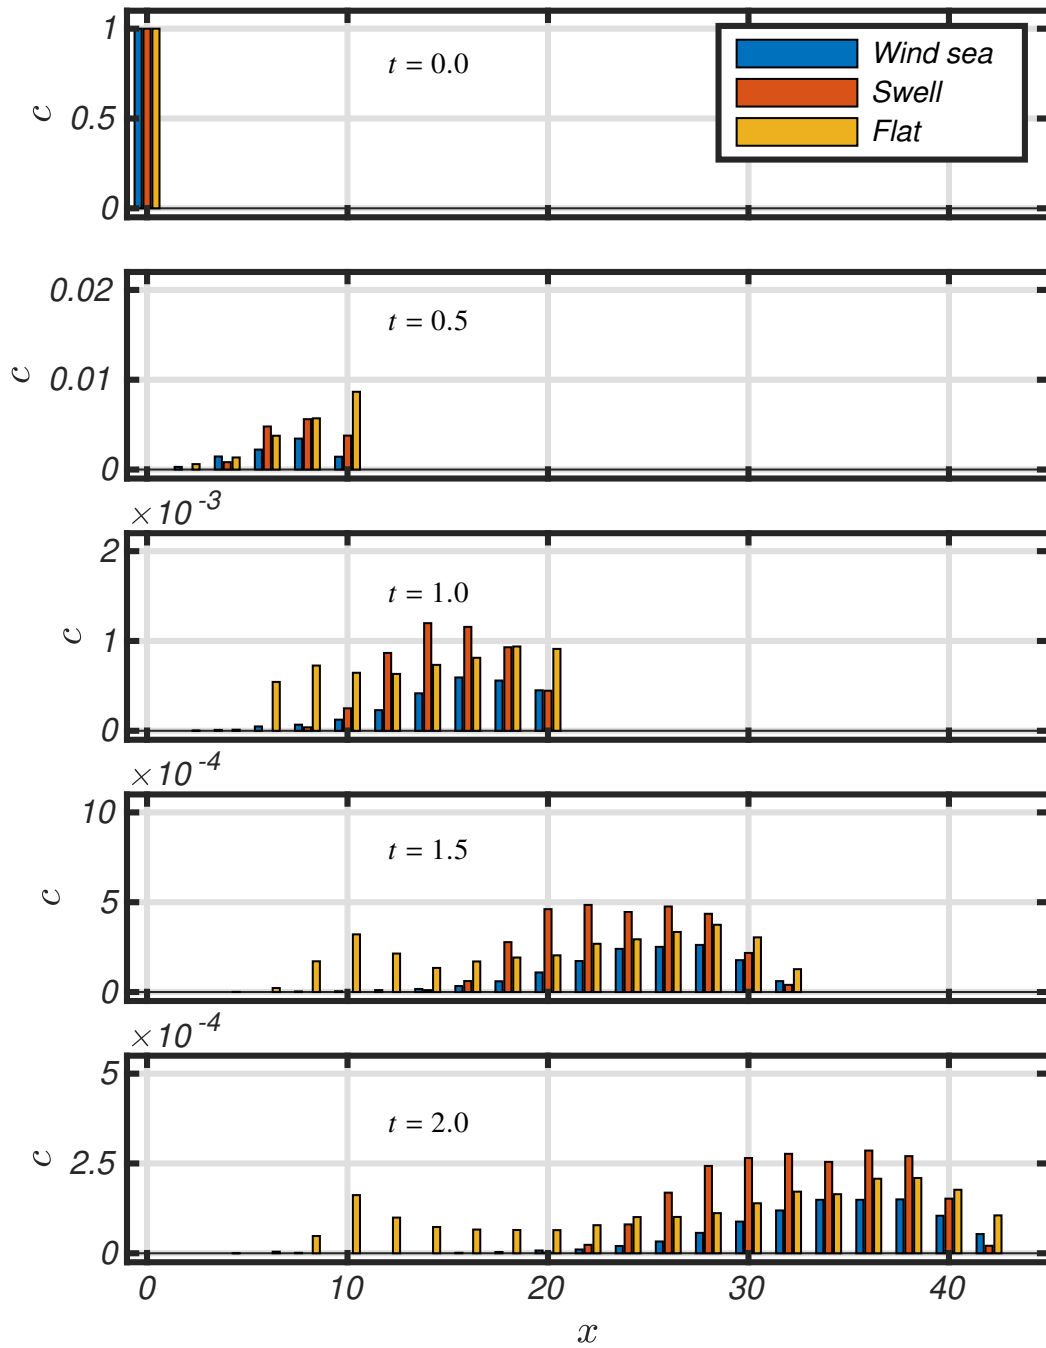 1
0.5
0
c
t = 0.0
Wind sea
Swell
Flat
0.02
0.01
0
c
t = 0.5
×10⁻³
2
1
0
c
t = 1.0
×10⁻⁴
10
5
0
c
t = 1.5
×10⁻⁴
5
2.5
0
c
t = 2.0
0 10 20 30 40
x